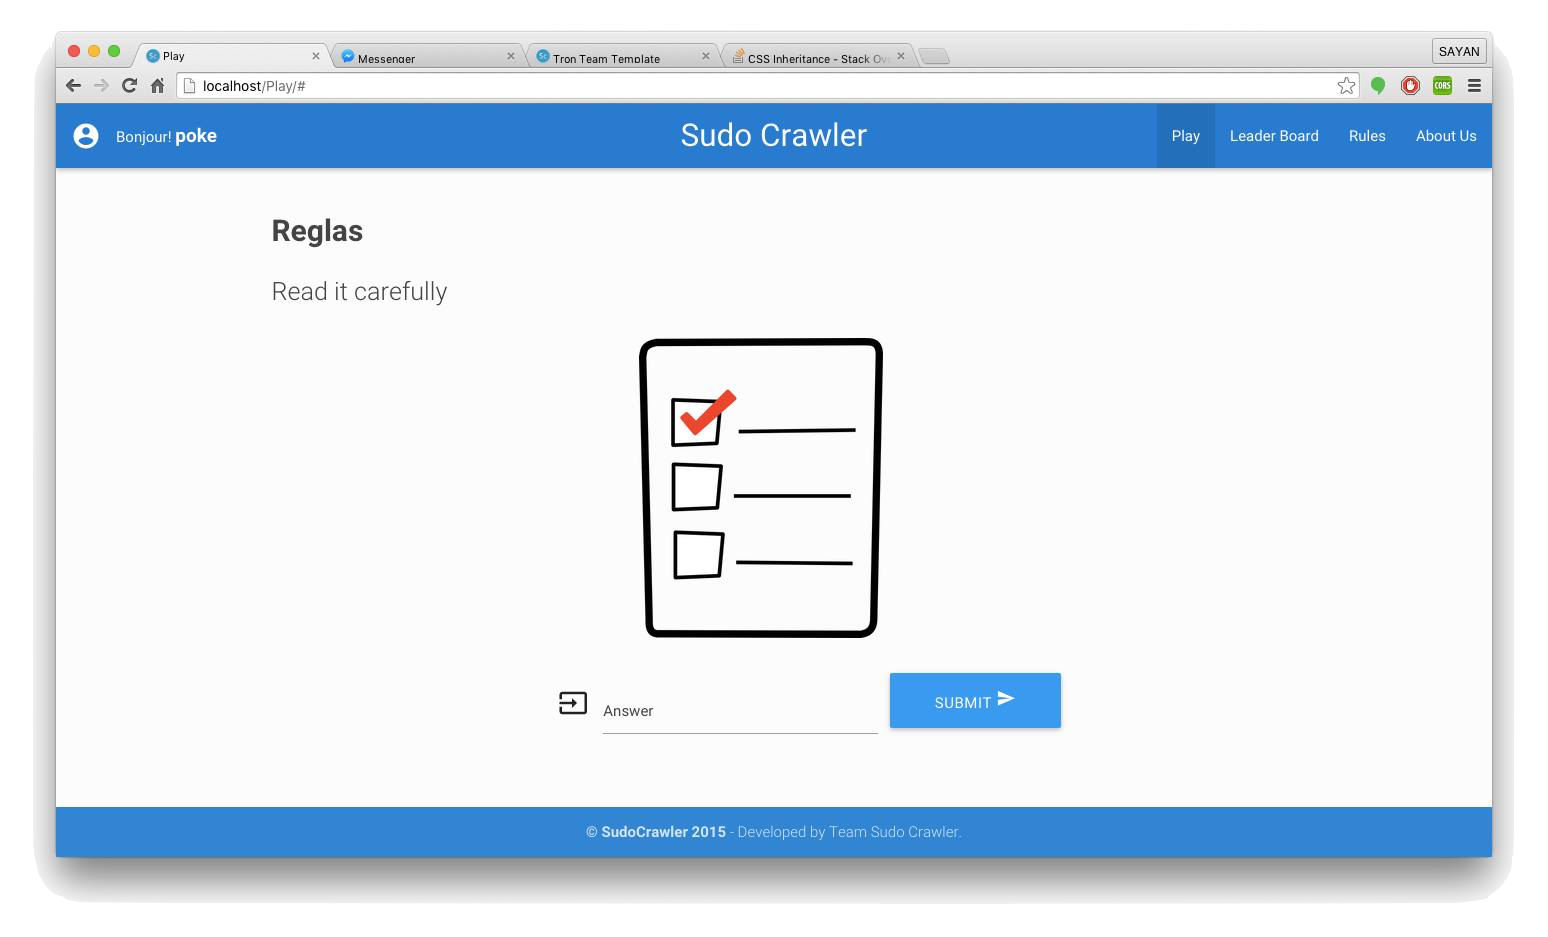 Play
Messenger
Tron Team Template
CSS Inheritance - Stack Ov
SAYAN
localhost/Play/#
CORS
Bonjour! poke
Sudo Crawler
Play
Leader Board
Rules
About Us
Reglas
Read it carefully
Answer
SUBMIT
© SudoCrawler 2015 - Developed by Team Sudo Crawler.